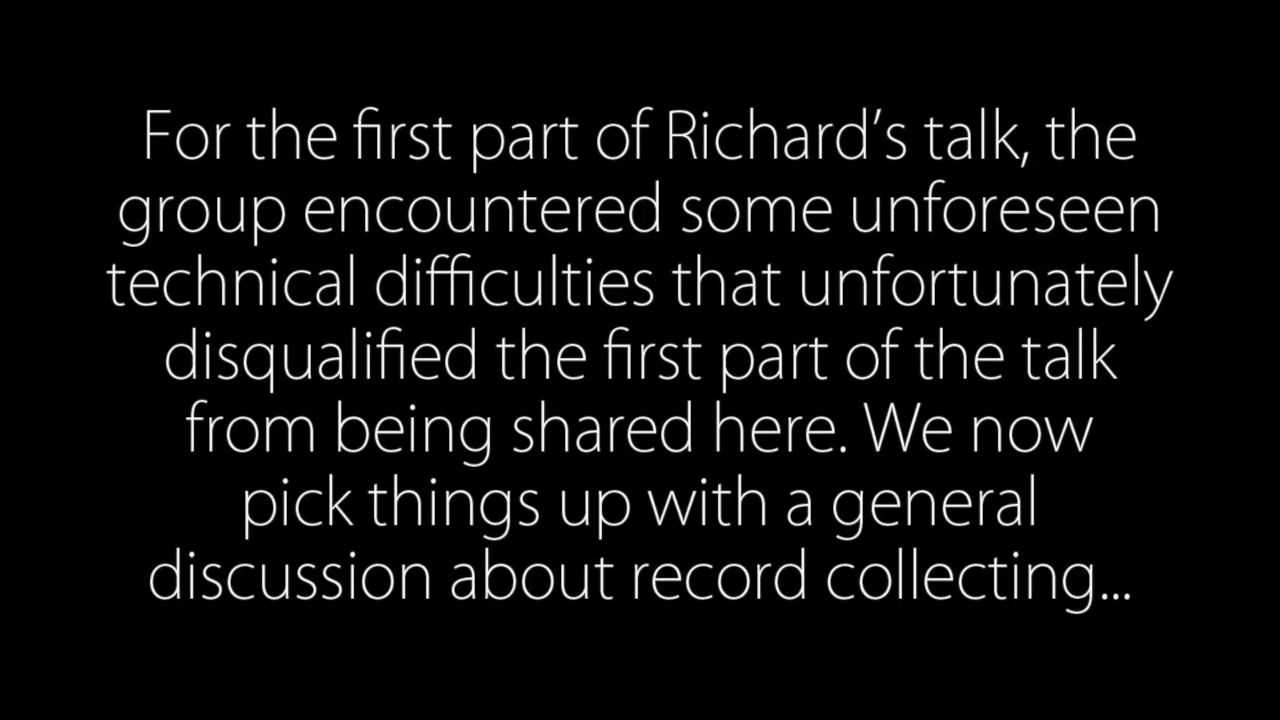 For the first part of Richard’s talk, the
group encountered some unforeseen
technical difficulties that unfortunately
disqualified the first part of the talk
from being shared here. We now
pick things up with a general
discussion about record collecting...